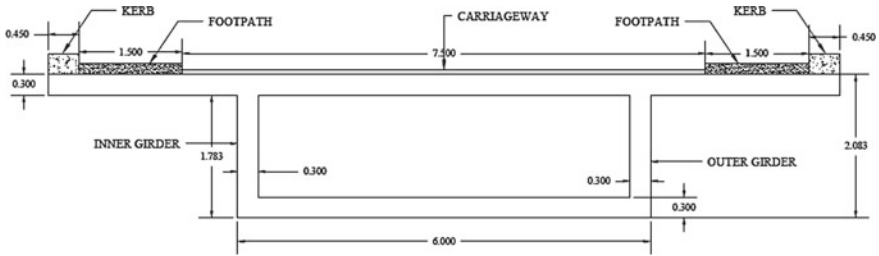 KERB
FOOTPATH
CARRIAGEWAY
FOOTPATH
KERB
0.450
1.500
7.500
1.500
0.450
0.300
INNER GIRDER
1.783
0.300
0.300
OUTER GIRDER
2.083
0.300
6.000